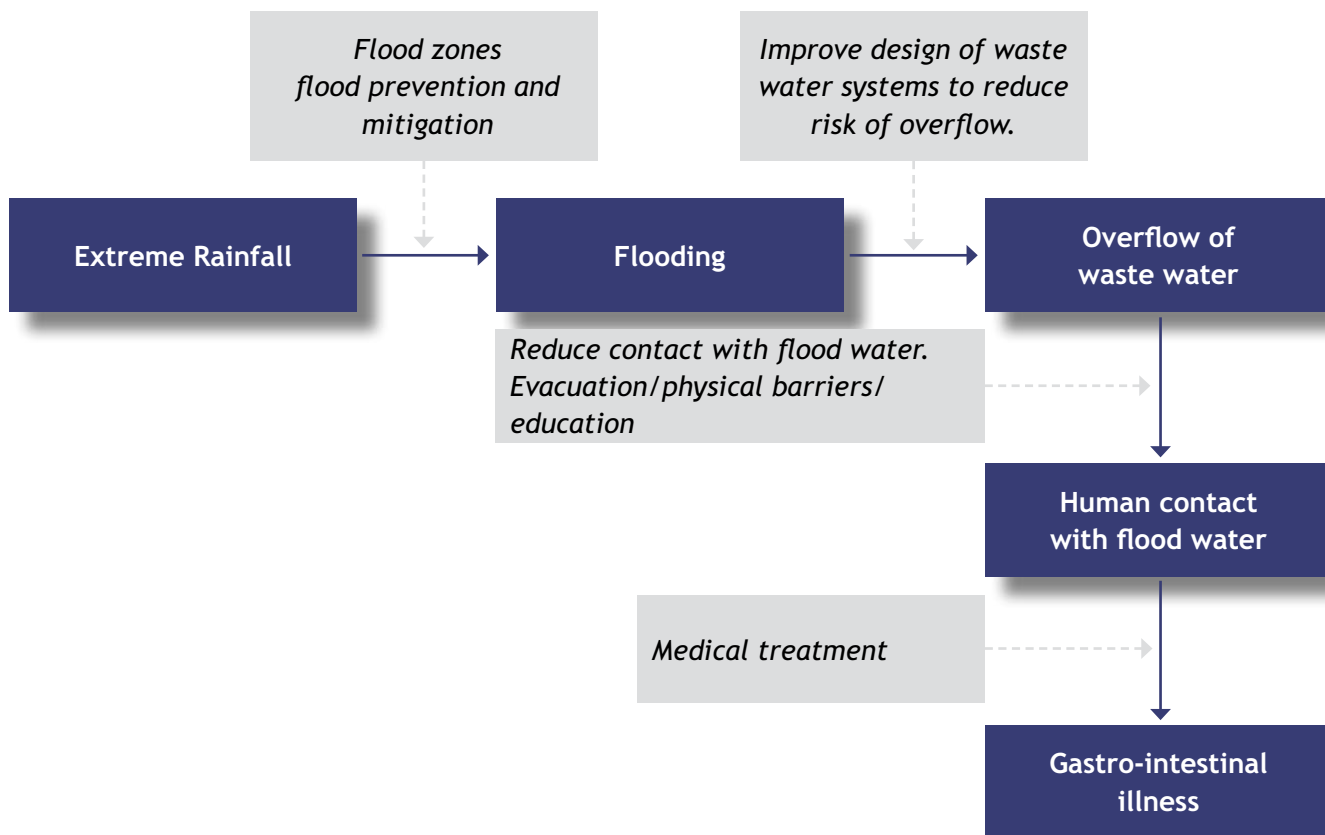 Flood zones
flood prevention and
mitigation
Improve design of waste
water systems to reduce
risk of overflow.
Extreme Rainfall
Flooding
Overflow of
waste water
Reduce contact with flood water.
Evacuation/physical barriers/
education
Human contact
with flood water
Medical treatment
Gastro-intestinal
illness